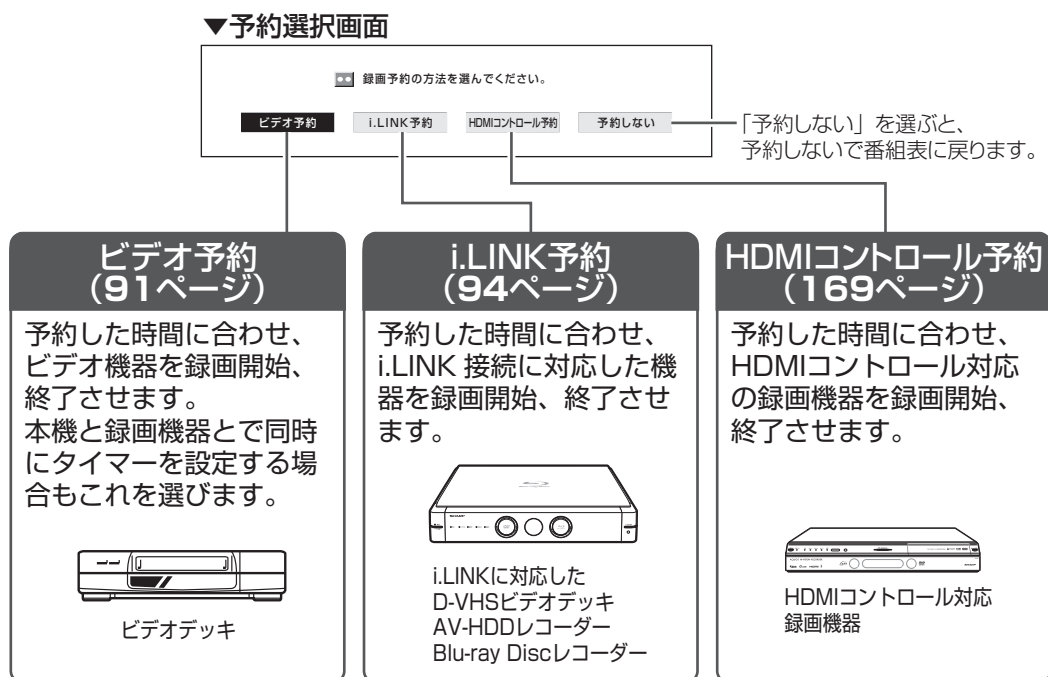 ▼予約選択画面
録画予約の方法を選んでください。
ビデオ予約 i.LINK予約 HDMIコントロール予約 予約しない
「予約しない」を選ぶと、
予約しないで番組表に戻ります。
ビデオ予約
（91ページ）
予約した時間に合わせ、
ビデオ機器を録画開始、
終了させます。
本機と録画機器とで同時
にタイマーを設定する場
合もこれを選びます。
ビデオデッキ
i.LINK予約
（94ページ）
予約した時間に合わせ、
i.LINK 接続に対応した機
器を録画開始、終了させ
ます。
i.LINKに対応した
D-VHSビデオデッキ
AV-HDDレコーダー
Blu-ray Discレコーダー
HDMIコントロール予約
（169ページ）
予約した時間に合わせ、
HDMIコントロール対応
の録画機器を録画開始、
終了させます。
HDMIコントロール対応
録画機器